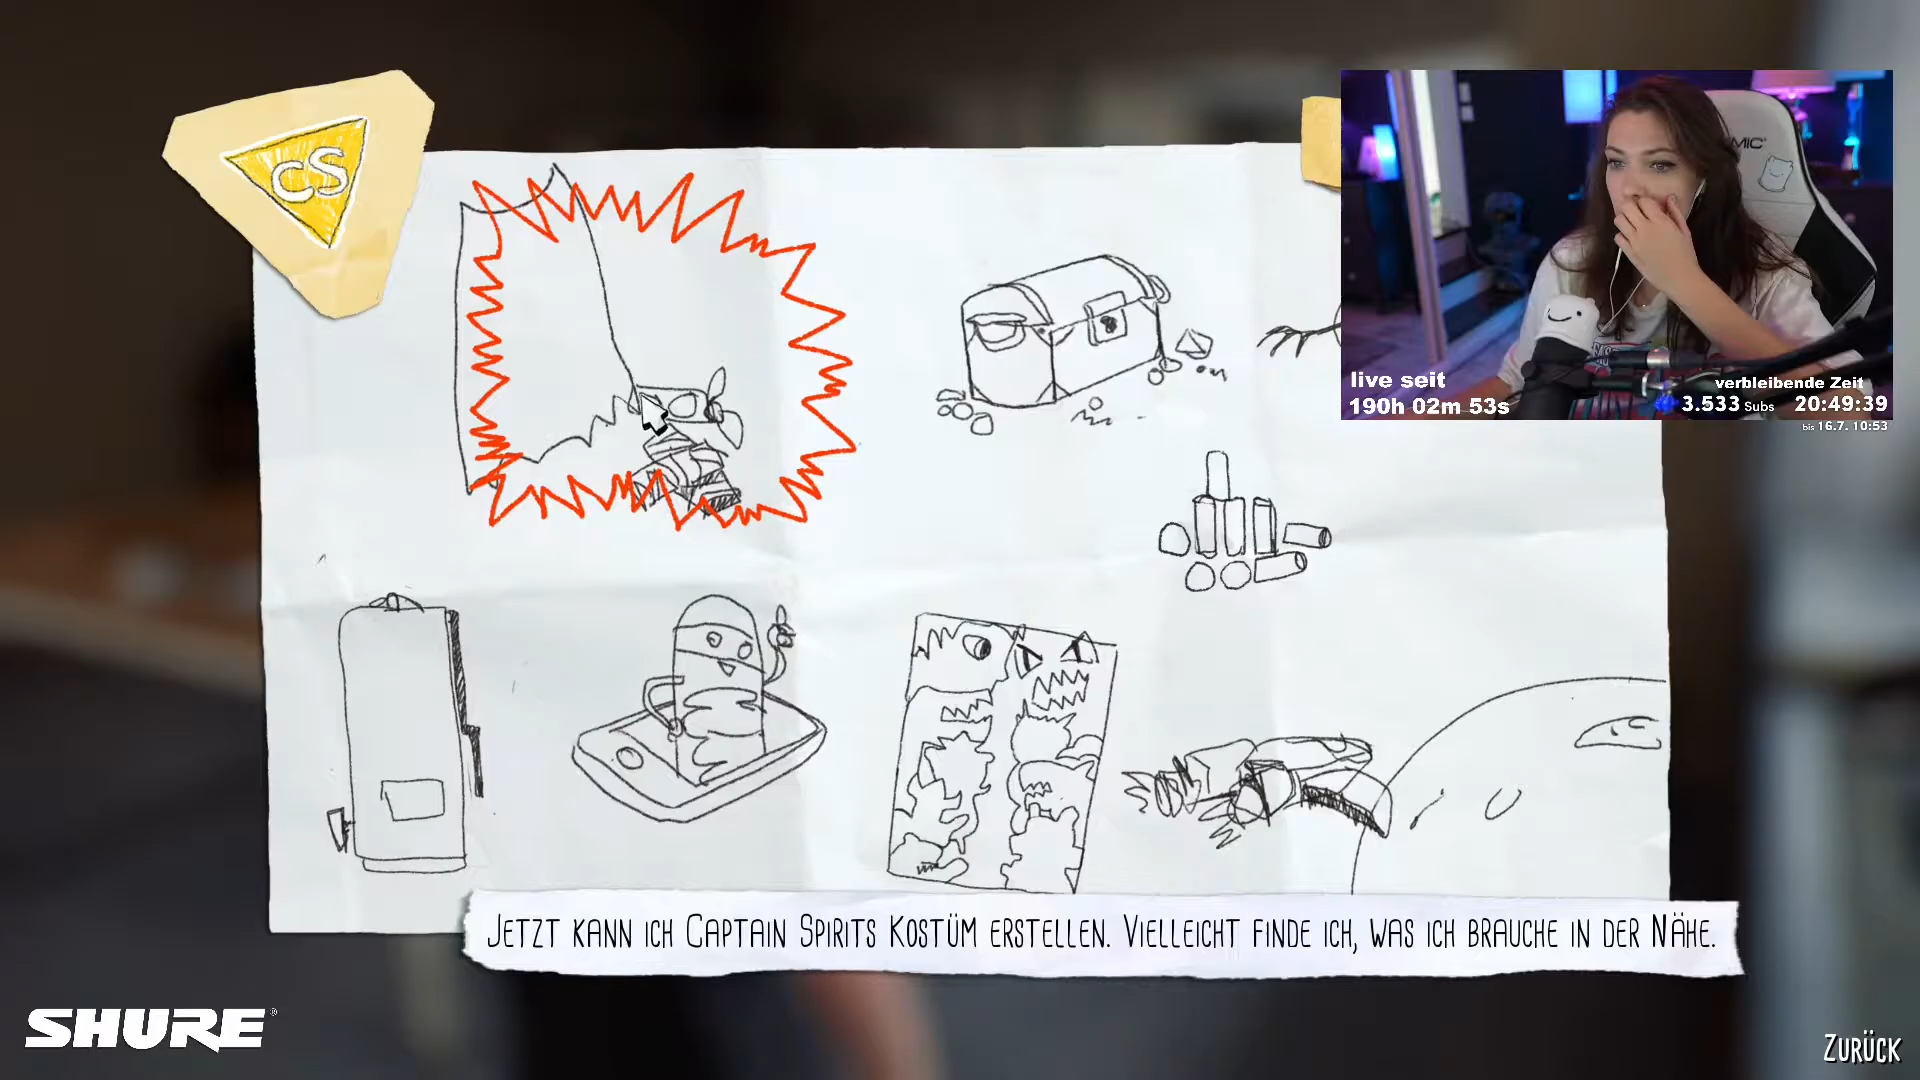 CS
MIC
live seit
190h 02m 53s
verbleibende Zeit
3.533 Subs 20:49:39
bis 16.7. 10:53
Jetzt kann ich Captain Spirits Kostüm erstellen. Vielleicht finde ich, was ich brauche in der Nähe.
SHURE®
Zurück